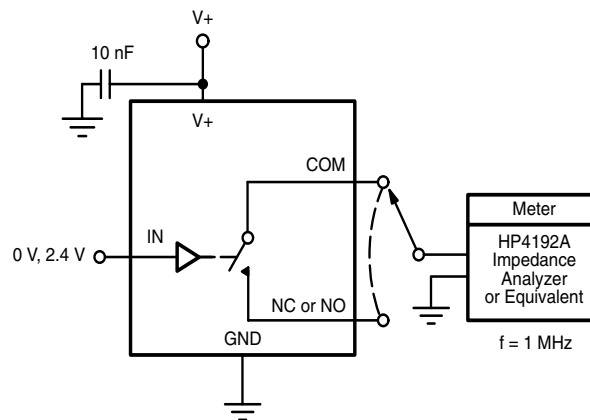 V+
10 nF
V+
COM
Meter
IN
0 V, 2.4 V
HP4192A
Impedance
Analyzer
or Equivalent
NC or NO
GND
f = 1 MHz